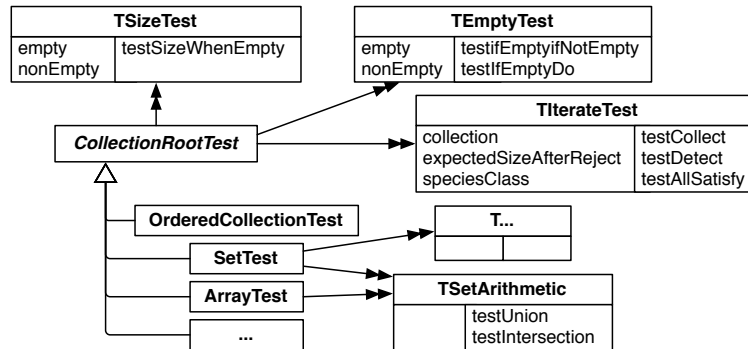 TSizeTest
empty
nonEmpty
testSizeWhenEmpty
TEmptyTest
empty
nonEmpty
testifEmptyifNotEmpty
testIfEmptyDo
CollectionRootTest
TIterateTest
collection
expectedSizeAfterReject
speciesClass
testCollect
testDetect
testAllSatisfy
OrderedCollectionTest
SetTest
ArrayTest
...
T...
TSetArithmetic
testUnion
testIntersection